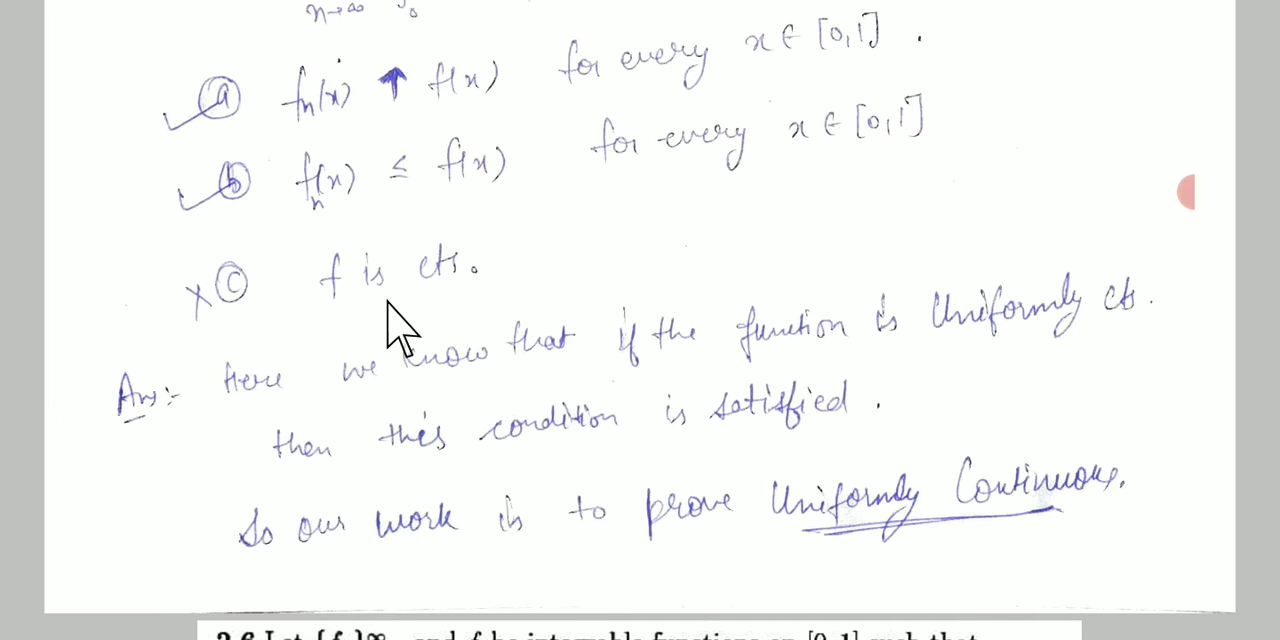 n→∞ 0
(a) fn(x) ↑ f(x) for every x ∈ [0,1] .
(b) fn(x) ≤ f(x) for every x ∈ [0,1]
x (c) f is cts.
Ans:- Here we know that if the function is Uniformly cts.
then this condition is satisfied .
So our work is to prove Uniformly Continuous.